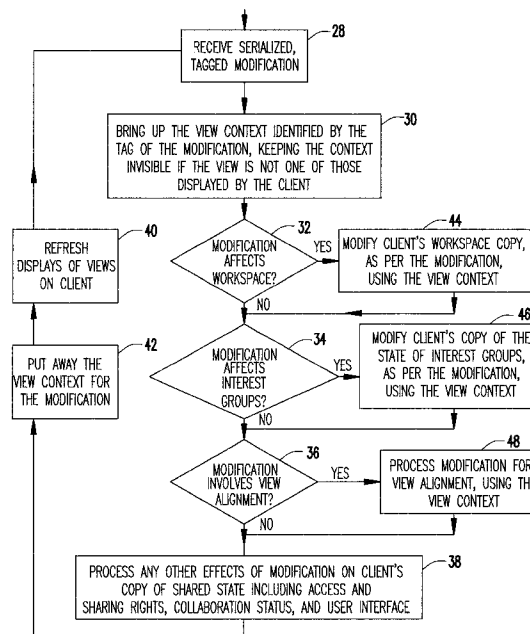 28
RECEIVE SERIALIZED,
TAGGED MODIFICATION
30
BRING UP THE VIEW CONTEXT IDENTIFIED BY THE
TAG OF THE MODIFICATION, KEEPING THE CONTEXT
INVISIBLE IF THE VIEW IS NOT ONE OF THOSE
DISPLAYED BY THE CLIENT
32
MODIFICATION
AFFECTS
WORKSPACE?
YES
NO
44
MODIFY CLIENT'S WORKSPACE COPY,
AS PER THE MODIFICATION,
USING THE VIEW CONTEXT
40
REFRESH
DISPLAYS OF VIEWS
ON CLIENT
34
MODIFICATION
AFFECTS
INTEREST
GROUPS?
YES
NO
46
MODIFY CLIENT'S COPY OF THE
STATE OF INTEREST GROUPS,
AS PER THE MODIFICATION,
USING THE VIEW CONTEXT
42
PUT AWAY THE
VIEW CONTEXT FOR
THE MODIFICATION
36
MODIFICATION
INVOLVES VIEW
ALIGNMENT?
YES
NO
48
PROCESS MODIFICATION FOR
VIEW ALIGNMENT, USING THE
VIEW CONTEXT
38
PROCESS ANY OTHER EFFECTS OF MODIFICATION ON CLIENT'S
COPY OF SHARED STATE INCLUDING ACCESS AND
SHARING RIGHTS, COLLABORATION STATUS, AND USER INTERFACE